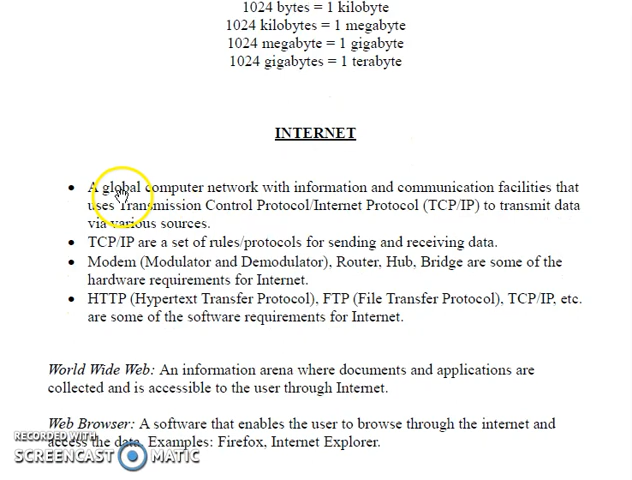 1024 bytes = 1 kilobyte
1024 kilobytes = 1 megabyte
1024 megabyte = 1 gigabyte
1024 gigabytes = 1 terabyte
INTERNET
• A global computer network with information and communication facilities that
uses Transmission Control Protocol/Internet Protocol (TCP/IP) to transmit data
via various sources.
• TCP/IP are a set of rules/protocols for sending and receiving data.
• Modem (Modulator and Demodulator), Router, Hub, Bridge are some of the
hardware requirements for Internet.
• HTTP (Hypertext Transfer Protocol), FTP (File Transfer Protocol), TCP/IP, etc.
are some of the software requirements for Internet.
World Wide Web: An information arena where documents and applications are
collected and is accessible to the user through Internet.
Web Browser: A software that enables the user to browse through the internet and
access the data. Examples: Firefox, Internet Explorer.
RECORDED WITH
SCREENCAST MATIC